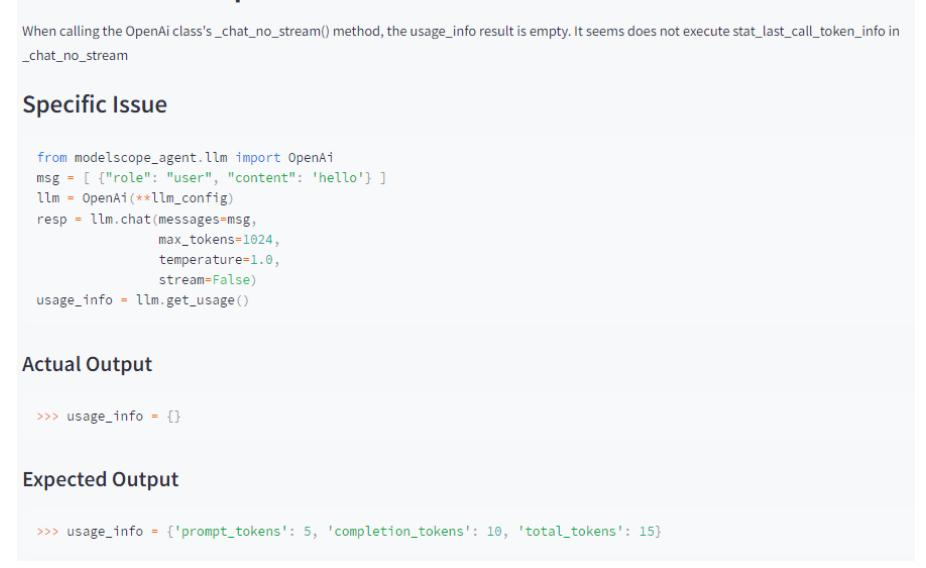 When calling the OpenAi class's _chat_no_stream() method, the usage_info result is empty. It seems does not execute stat_last_call_token_info in
_chat_no_stream
Specific Issue
from modelscope_agent.llm import OpenAi
msg = [ {"role": "user", "content": 'hello'} ]
llm = OpenAi(**llm_config)
resp = llm.chat(messages=msg,
                max_tokens=1024,
                temperature=1.0,
                stream=False)
usage_info = llm.get_usage()
Actual Output
>>> usage_info = {}
Expected Output
>>> usage_info = {'prompt_tokens': 5, 'completion_tokens': 10, 'total_tokens': 15}